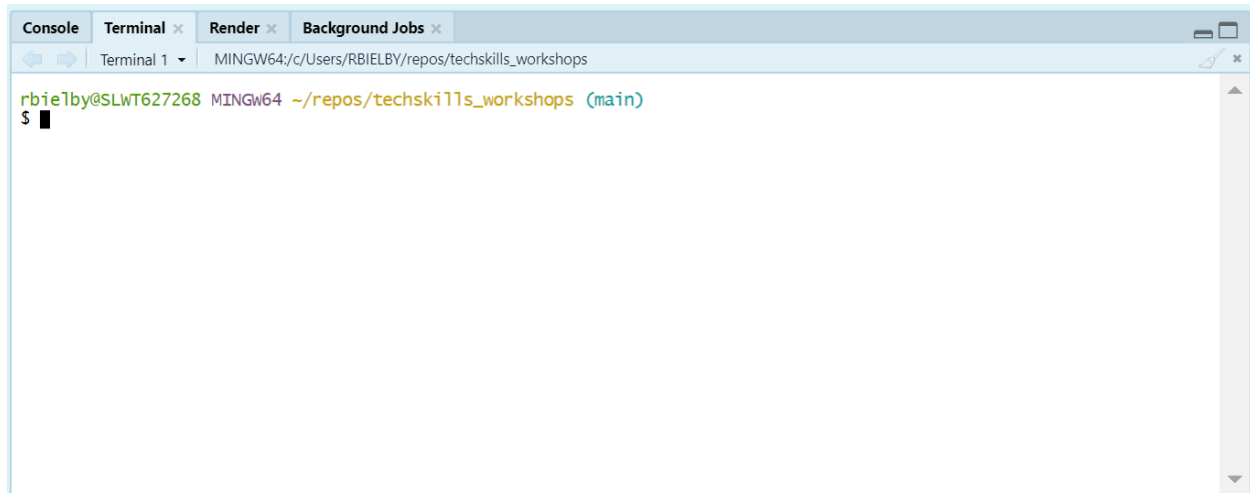 Console Terminal Render Background Jobs
Terminal 1 MINGW64:/c/Users/RBIELBY/repos/techskills_workshops
rbielby@SLWT627268 MINGW64 ~/repos/techskills_workshops (main)
$